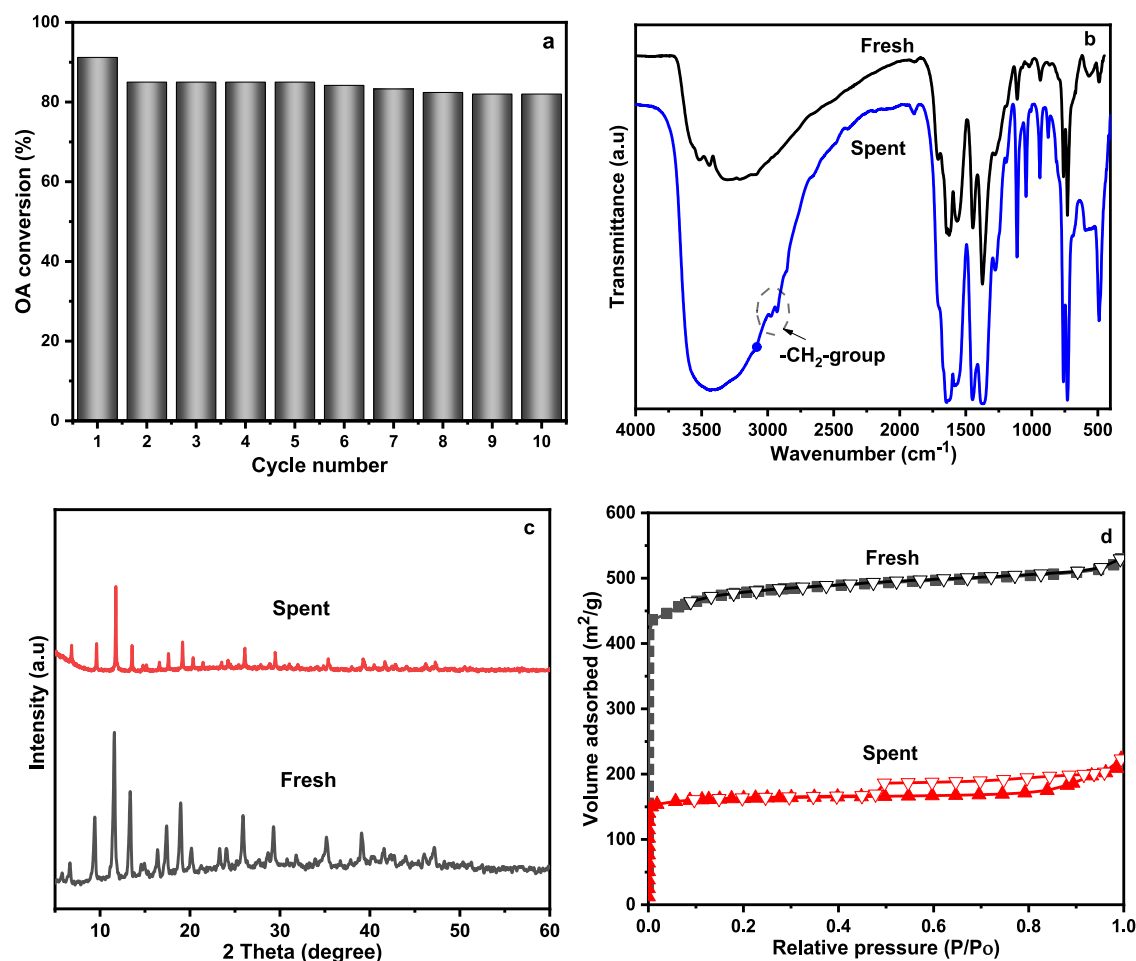 a
OA conversion (%)
100
80
60
40
20
0
1 2 3 4 5 6 7 8 9 10
Cycle number
b
Fresh
Spent
-CH₂-group
Transmittance (a.u)
4000 3500 3000 2500 2000 1500 1000 500
Wavenumber (cm⁻¹)
c
Spent
Fresh
Intensity (a.u)
10 20 30 40 50 60
2 Theta (degree)
d
Fresh
Spent
Volume adsorbed (m²/g)
600
500
400
300
200
100
0
0.0 0.2 0.4 0.6 0.8 1.0
Relative pressure (P/Po)